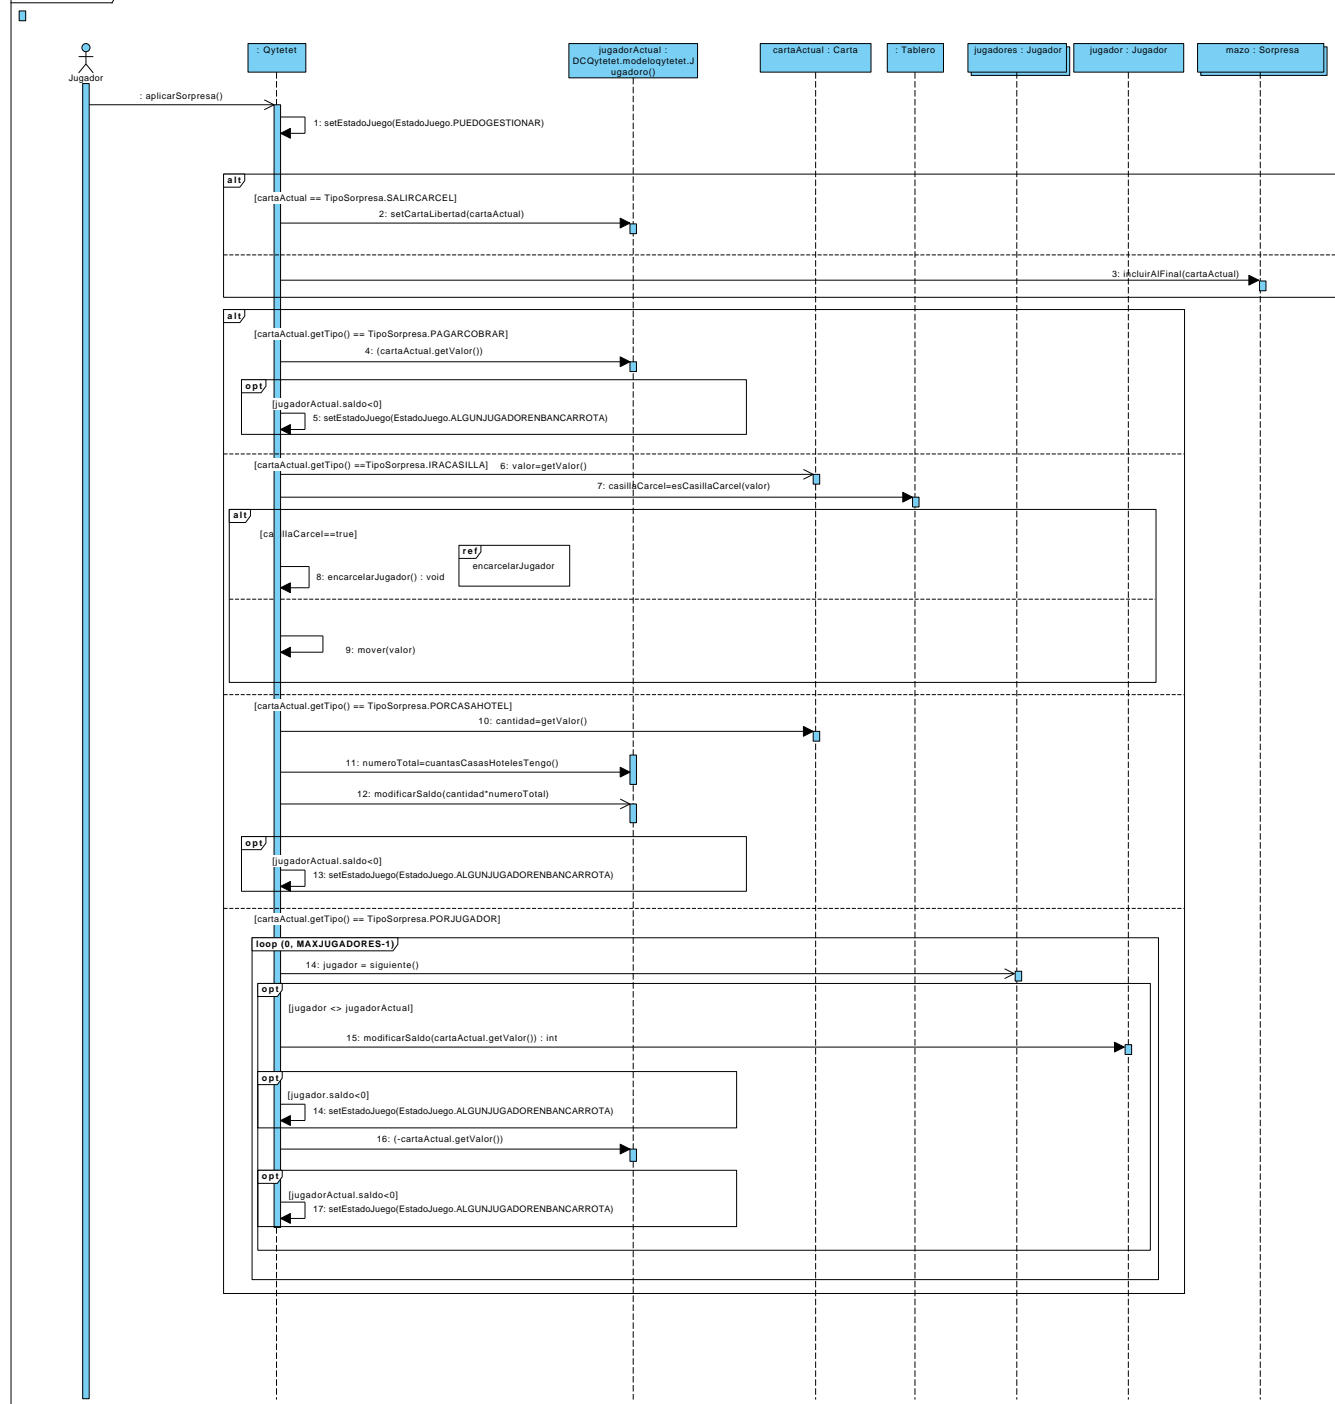 : Qytetet
jugadorActual :
DCQytetet.modeloqytetet.J
ugadoro()
cartaActual : Carta
: Tablero
jugadores : Jugador
jugador : Jugador
mazo : Sorpresa
Jugador
: aplicarSorpresa()
1: setEstadoJuego(EstadoJuego.PUEDOGESTIONAR)
alt
[cartaActual == TipoSorpresa.SALIRCARCEL]
2: setCartaLibertad(cartaActual)
3: incluirAlFinal(cartaActual)
alt
[cartaActual.getTipo() == TipoSorpresa.PAGARCOBRAR]
4: (cartaActual.getValor())
opt
[jugadorActual.saldo<0]
5: setEstadoJuego(EstadoJuego.ALGUNJUGADORENBANCARROTA)
[cartaActual.getTipo() ==TipoSorpresa.IRACASILLA]
6: valor=getValor()
7: casillaCarcel=esCasillaCarcel(valor)
alt
[casillaCarcel==true]
ref
encarcelarJugador
8: encarcelarJugador() : void
9: mover(valor)
[cartaActual.getTipo() == TipoSorpresa.PORCASAHOTEL]
10: cantidad=getValor()
11: numeroTotal=cuantasCasasHotelesTengo()
12: modificarSaldo(cantidad*numeroTotal)
opt
[jugadorActual.saldo<0]
13: setEstadoJuego(EstadoJuego.ALGUNJUGADORENBANCARROTA)
[cartaActual.getTipo() == TipoSorpresa.PORJUGADOR]
loop (0, MAXJUGADORES-1)
14: jugador = siguiente()
opt
[jugador <> jugadorActual]
15: modificarSaldo(cartaActual.getValor()) : int
opt
[jugador.saldo<0]
14: setEstadoJuego(EstadoJuego.ALGUNJUGADORENBANCARROTA)
16: (-cartaActual.getValor())
opt
[jugadorActual.saldo<0]
17: setEstadoJuego(EstadoJuego.ALGUNJUGADORENBANCARROTA)